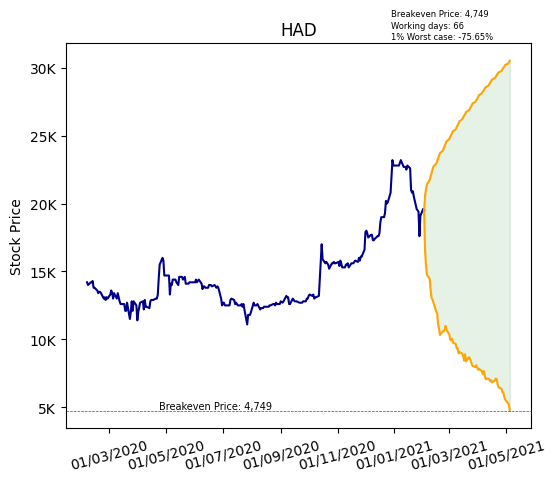 Breakeven Price: 4,749
Working days: 66
1% Worst case: -75.65%
HAD
Stock Price
30K
25K
20K
15K
10K
5K
Breakeven Price: 4,749
01/03/2020
01/05/2020
01/07/2020
01/09/2020
01/11/2020
01/01/2021
01/03/2021
01/05/2021